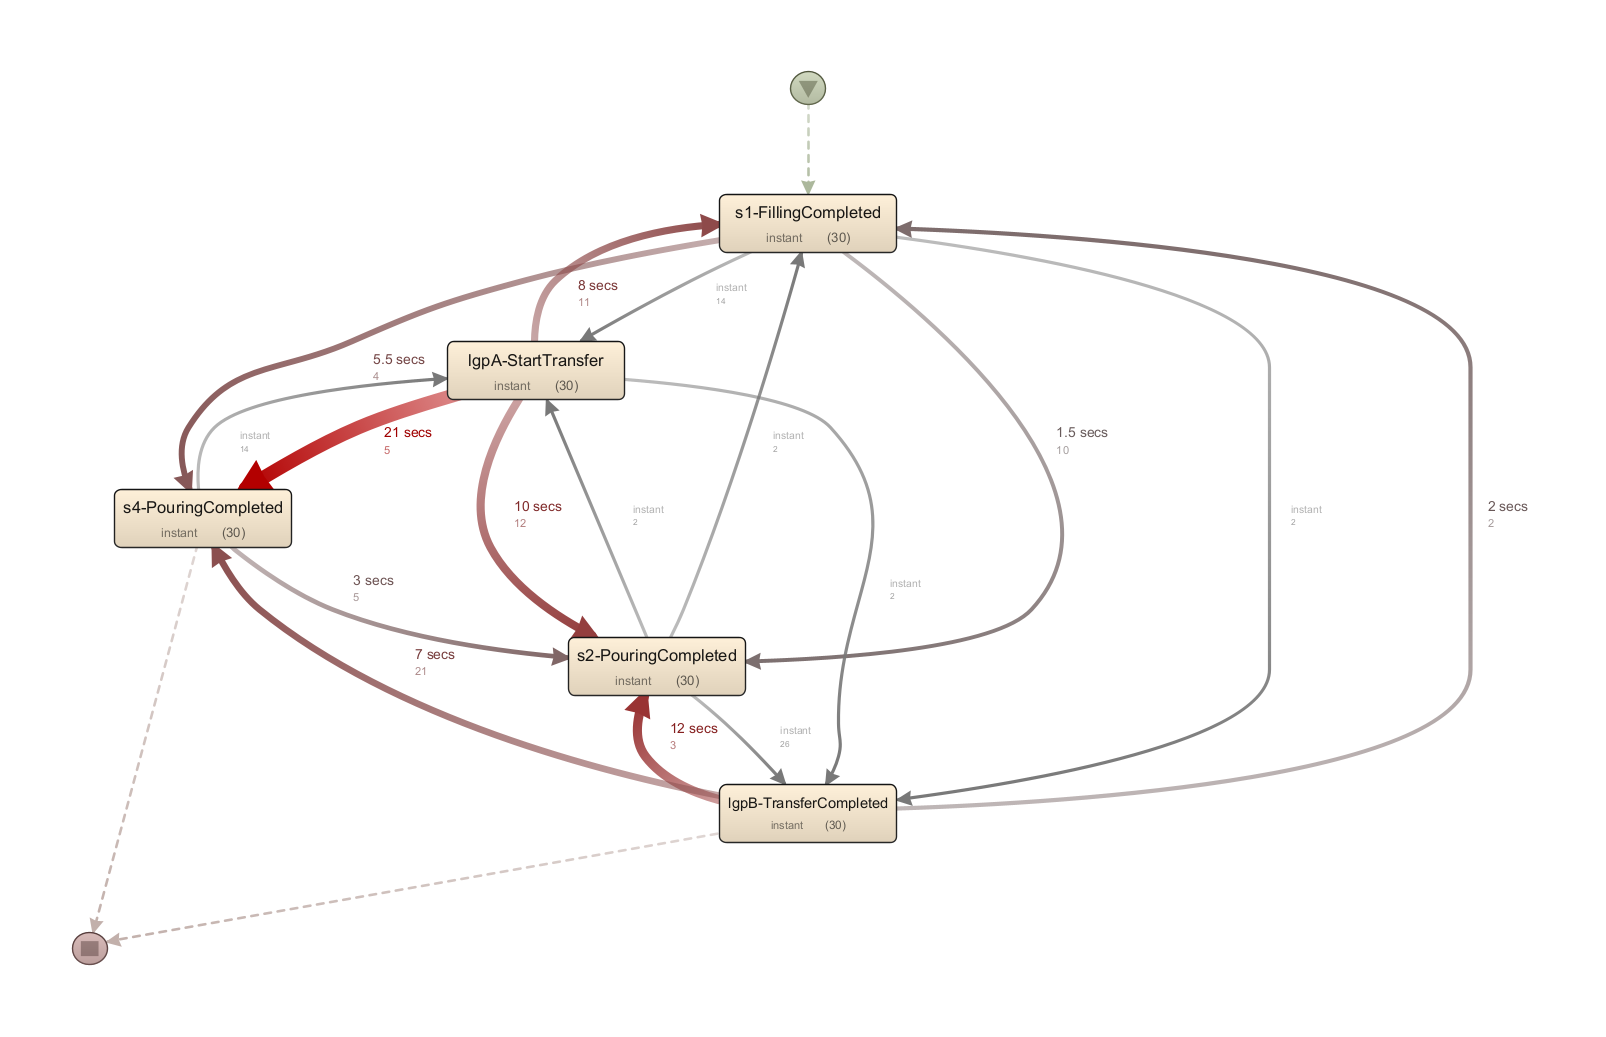 s1-FillingCompleted
instant (30)
8 secs
11
instant
14
lgpA-StartTransfer
instant (30)
5.5 secs
4
21 secs
5
instant
14
instant
2
1.5 secs
10
s4-PouringCompleted
instant (30)
10 secs
12
instant
2
instant
2
2 secs
2
3 secs
5
instant
2
s2-PouringCompleted
instant (30)
7 secs
21
12 secs
3
instant
26
lgpB-TransferCompleted
instant (30)